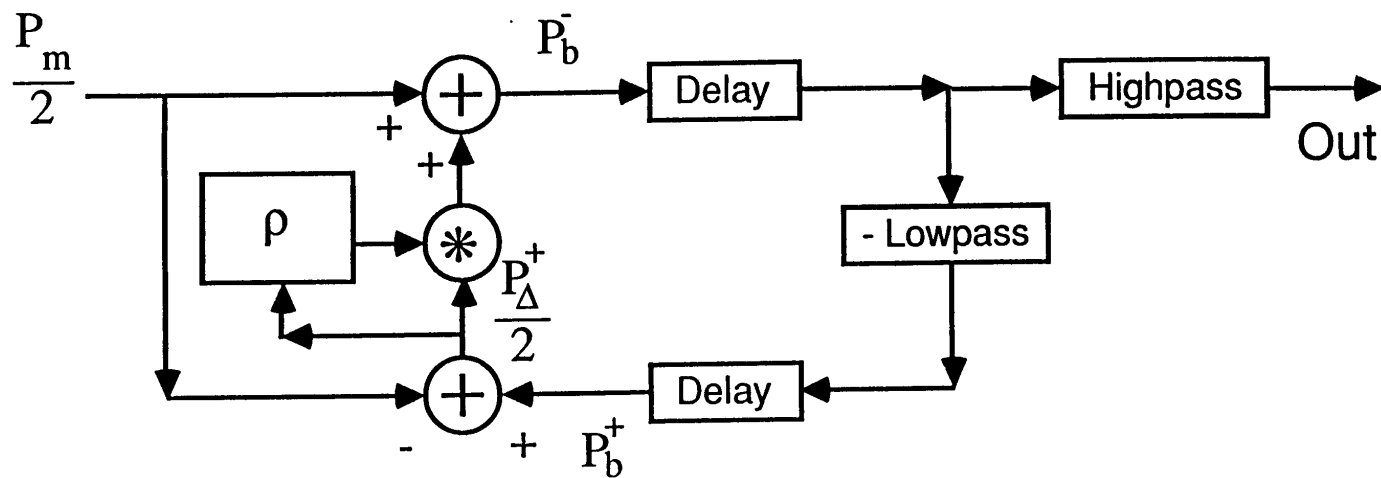 P_m/2
P_b^-
+
Delay
Highpass
Out
+
+
ρ
*
- Lowpass
P_Δ^+/2
+
Delay
-
+
P_b^+